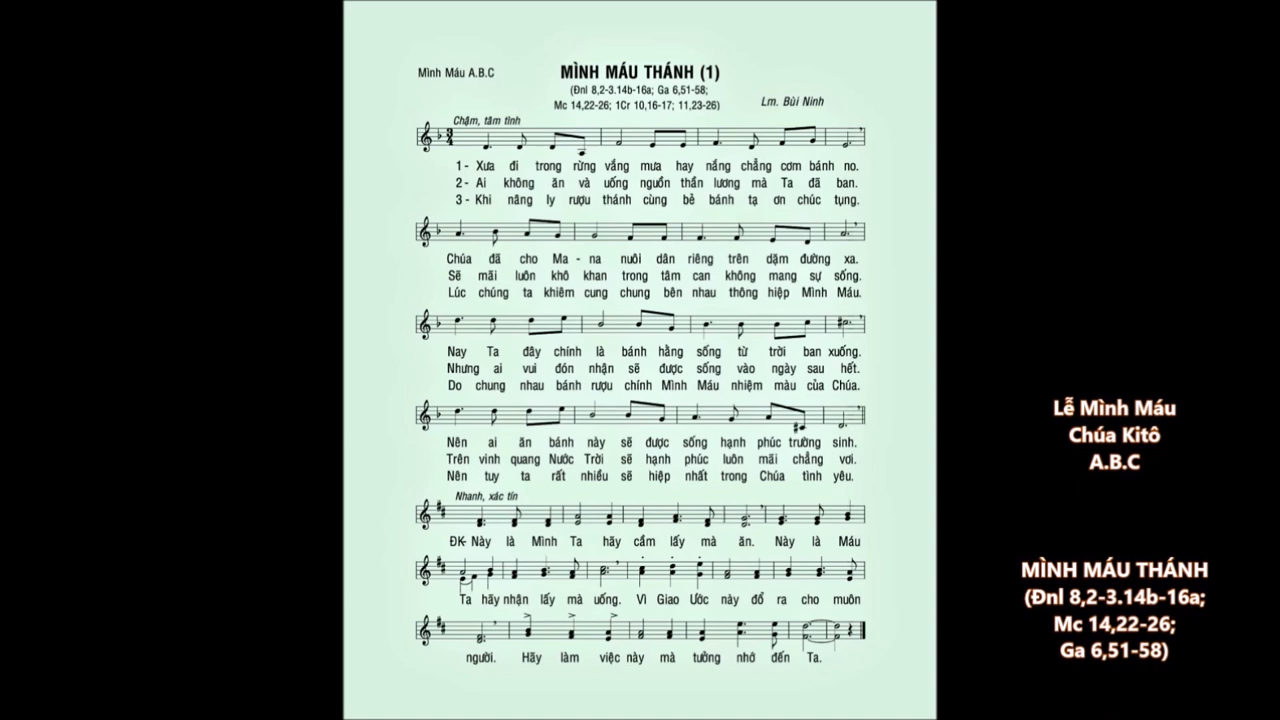 Mình Máu A.B.C
MÌNH MÁU THÁNH (1)
(Đnl 8,2-3.14b-16a; Ga 6,51-58;
Mc 14,22-26; 1Cr 10,16-17; 11,23-26)
Lm. Bùi Ninh
Chậm, tâm tình
1- Xưa đi trong rừng vắng mưa hay nắng chẳng cơm bánh no.
2- Ai không ăn và uống nguồn thần lương mà Ta đã ban.
3- Khi nâng ly rượu thánh cùng bẻ bánh tạ ơn chúc tụng.
Chúa đã cho Ma - na nuôi dân riêng trên dặm đường xa.
Sẽ mãi luôn khô khan trong tâm can không mang sự sống.
Lúc chúng ta khiêm cung chung bên nhau thông hiệp Mình Máu.
Nay Ta đây chính là bánh hằng sống từ trời ban xuống.
Nhưng ai vui đón nhận sẽ được sống vào ngày sau hết.
Do chung nhau bánh rượu chính Mình Máu nhiệm màu của Chúa.
Nên ai ăn bánh này sẽ được sống hạnh phúc trường sinh.
Trên vinh quang Nước Trời sẽ hạnh phúc luôn mãi chẳng vơi.
Nên tuy ta rất nhiều sẽ hiệp nhất trong Chúa tình yêu.
Nhanh, xác tín
ĐK- Này là Mình Ta hãy cầm lấy mà ăn. Này là Máu
Ta hãy nhận lấy mà uống. Vì Giao Ước này đổ ra cho muôn
người. Hãy làm việc này mà tưởng nhớ đến Ta.
Lễ Mình Máu
Chúa Kitô
A.B.C
MÌNH MÁU THÁNH
(Đnl 8,2-3.14b-16a;
Mc 14,22-26;
Ga 6,51-58)